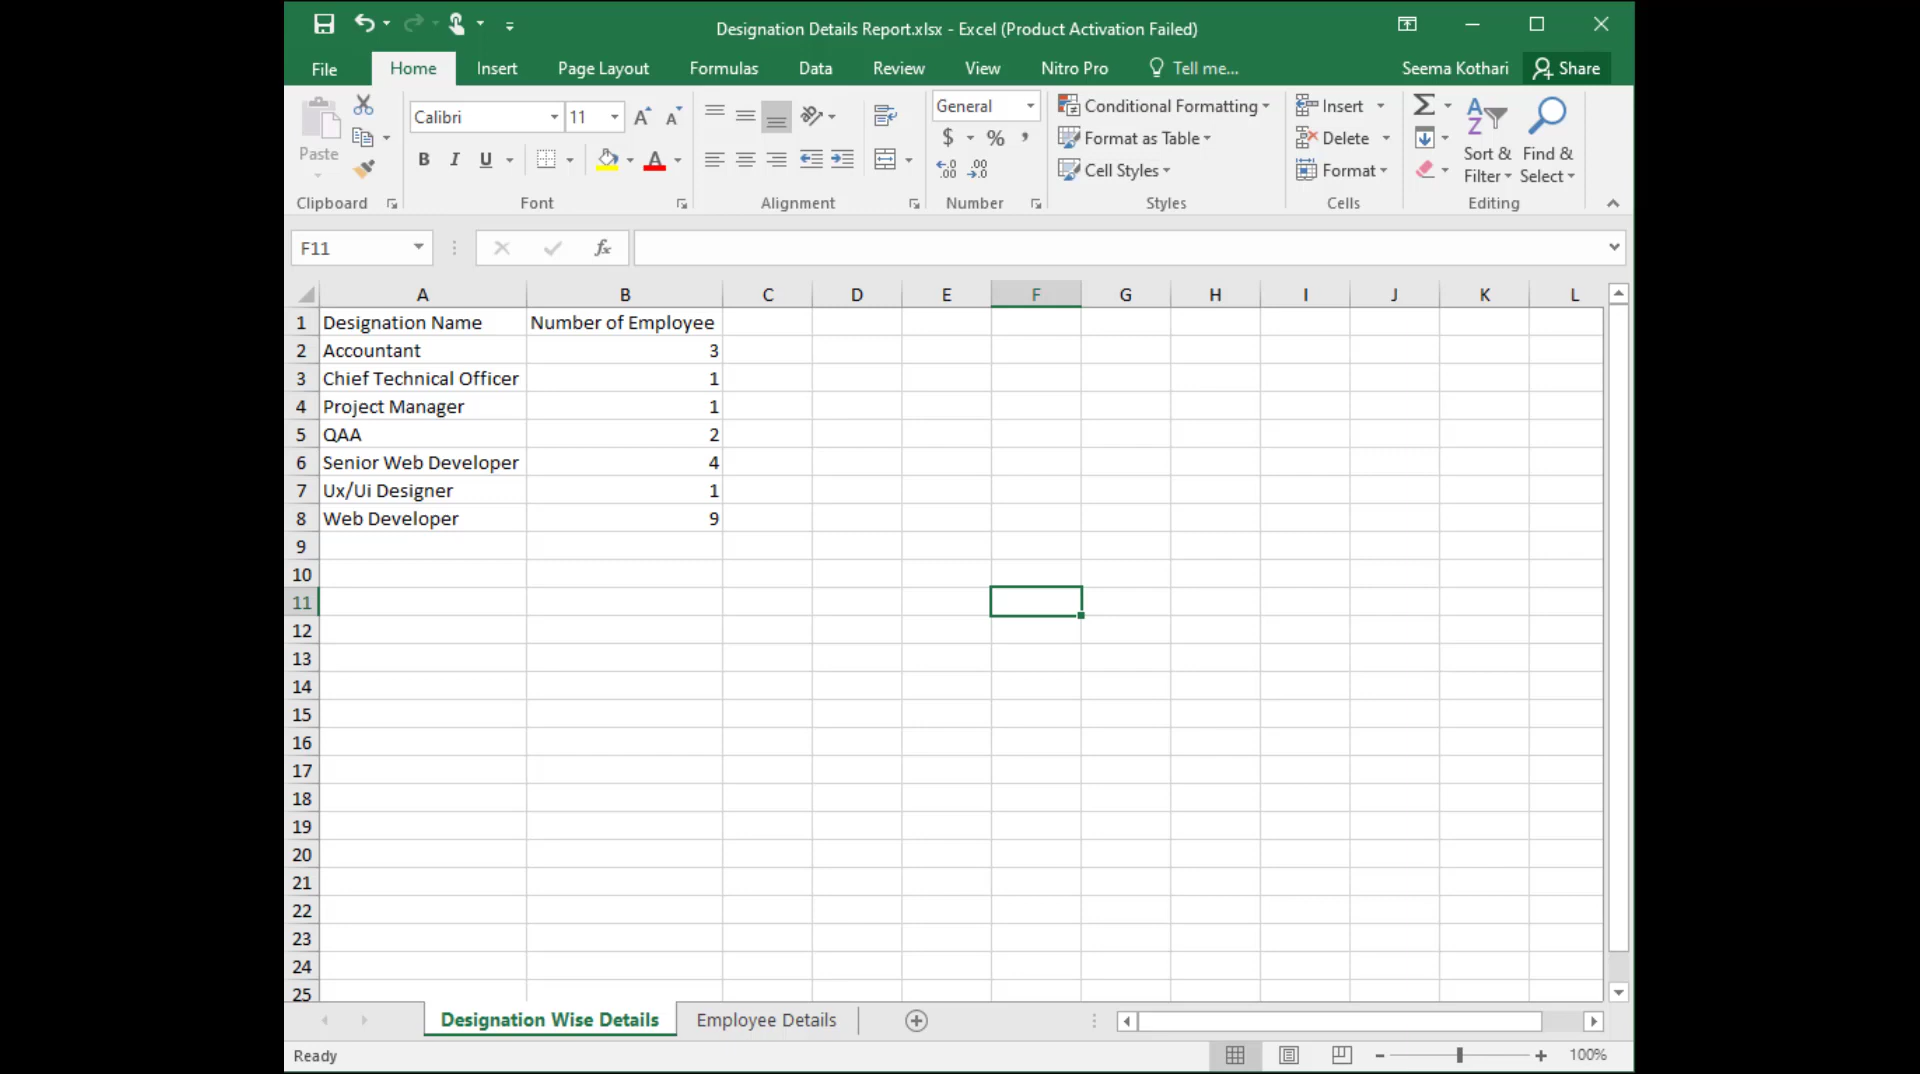 Designation Details Report.xlsx - Excel (Product Activation Failed)
File Home Insert Page Layout Formulas Data Review View Nitro Pro Tell me... Seema Kothari Share
Paste
Clipboard
Calibri 11
B I U A
Font
Alignment
General
$ % ,
Number
Conditional Formatting
Format as Table
Cell Styles
Styles
Insert
Delete
Format
Cells
Sort & Filter
Find & Select
Editing
F11 fx
A B C D E F G H I J K L
1 Designation Name Number of Employee
2 Accountant 3
3 Chief Technical Officer 1
4 Project Manager 1
5 QAA 2
6 Senior Web Developer 4
7 Ux/Ui Designer 1
8 Web Developer 9
9
10
11
12
13
14
15
16
17
18
19
20
21
22
23
24
25
Designation Wise Details Employee Details
Ready 100%